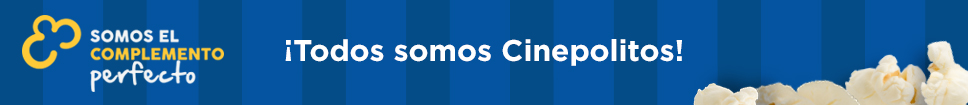 SOMOS EL
COMPLEMENTO
perfecto
¡Todos somos Cinepolitos!